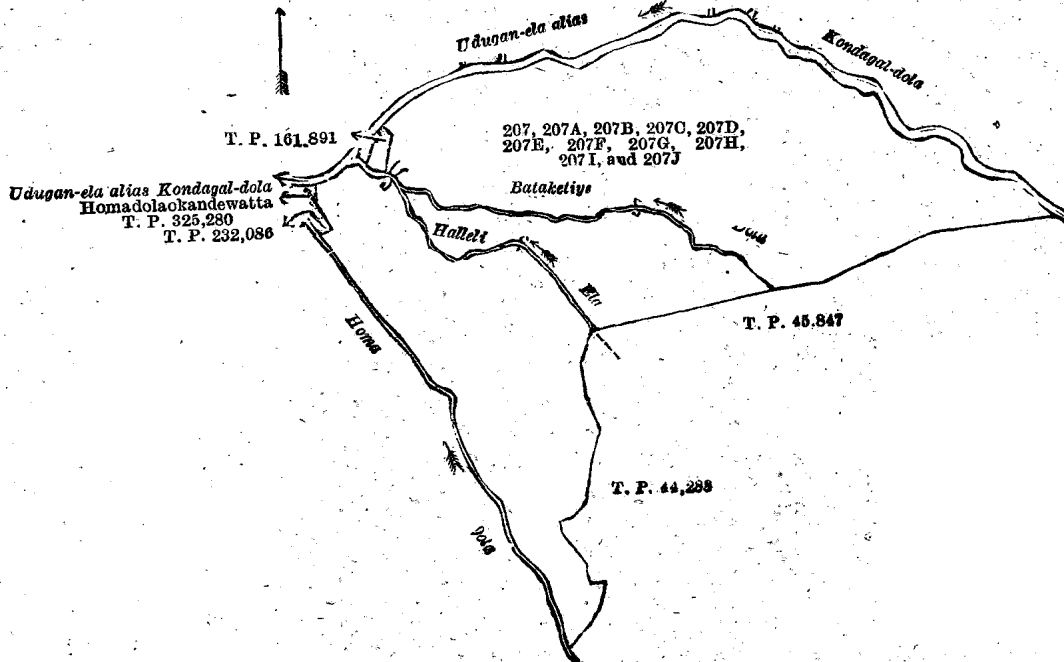 Udugan-ela alias
Kondagal-dola
T. P. 161.891
207, 207A, 207B, 207C, 207D,
207E, 207F, 207G, 207H,
207I, and 207J
Udugan-ela alias Kondagal-dola
Homadolaokandewatta
T. P. 325,280
T. P. 232,086
Bataketiye
Halleli
Ela
T. P. 45.847
Homa
T. P. 44,288
dola